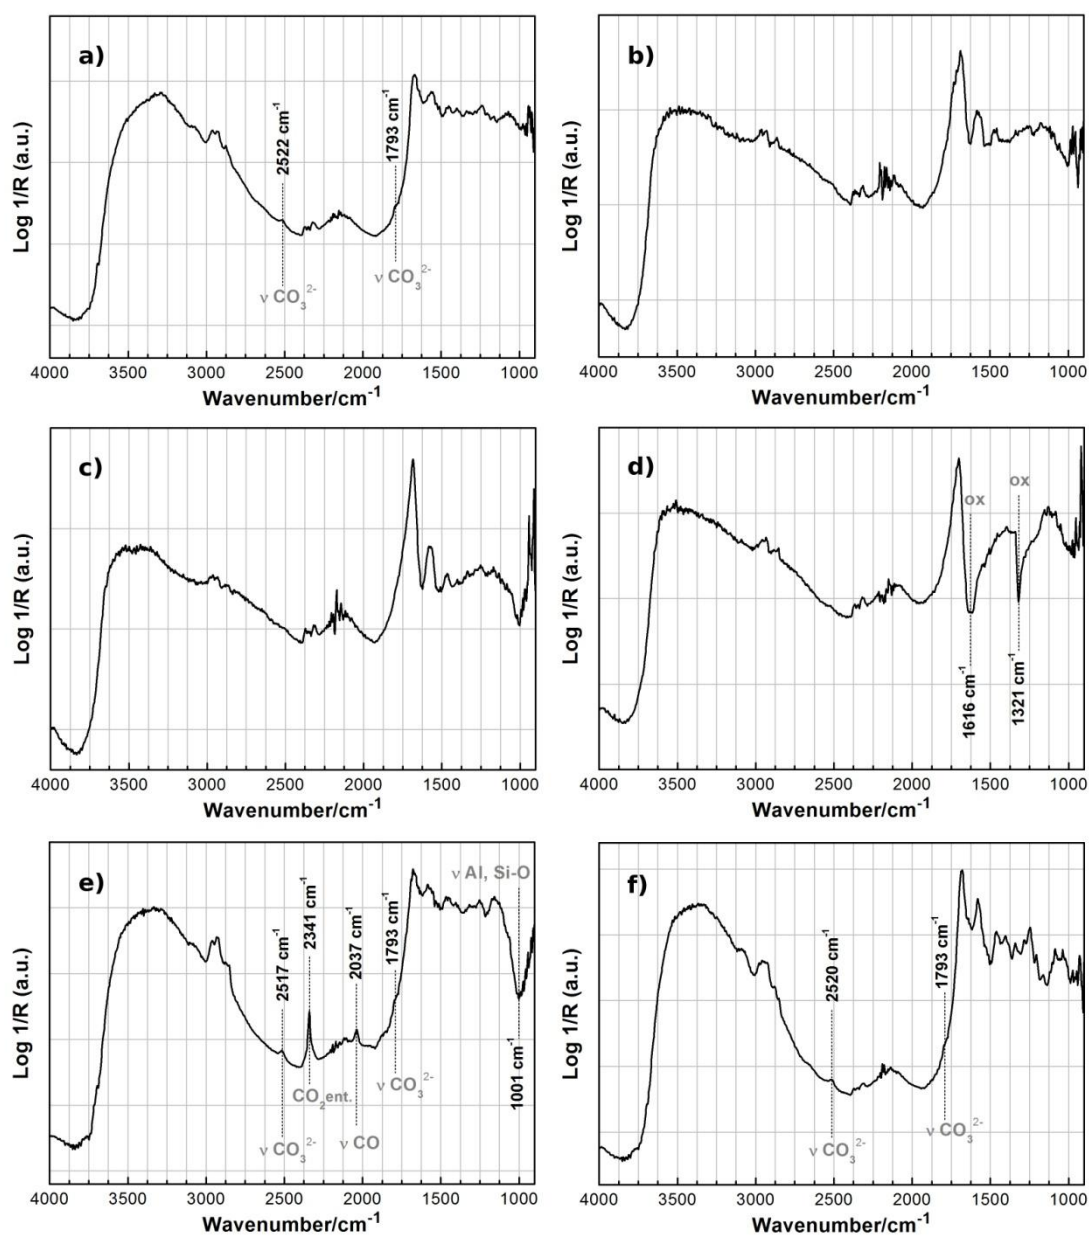 a)
Log 1/R (a.u.)
2522 cm⁻¹
1793 cm⁻¹
ν CO₃²⁻
ν CO₃²⁻
4000 3500 3000 2500 2000 1500 1000
Wavenumber/cm⁻¹
b)
Log 1/R (a.u.)
4000 3500 3000 2500 2000 1500 1000
Wavenumber/cm⁻¹
c)
Log 1/R (a.u.)
4000 3500 3000 2500 2000 1500 1000
Wavenumber/cm⁻¹
d)
Log 1/R (a.u.)
ox
ox
1616 cm⁻¹
1321 cm⁻¹
4000 3500 3000 2500 2000 1500 1000
Wavenumber/cm⁻¹
e)
Log 1/R (a.u.)
ν Al, Si-O
2517 cm⁻¹
2341 cm⁻¹
2037 cm⁻¹
1793 cm⁻¹
1001 cm⁻¹
ν CO₃²⁻
CO₂ent.
ν CO
ν CO₃²⁻
4000 3500 3000 2500 2000 1500 1000
Wavenumber/cm⁻¹
f)
Log 1/R (a.u.)
2520 cm⁻¹
1793 cm⁻¹
ν CO₃²⁻
ν CO₃²⁻
4000 3500 3000 2500 2000 1500 1000
Wavenumber/cm⁻¹